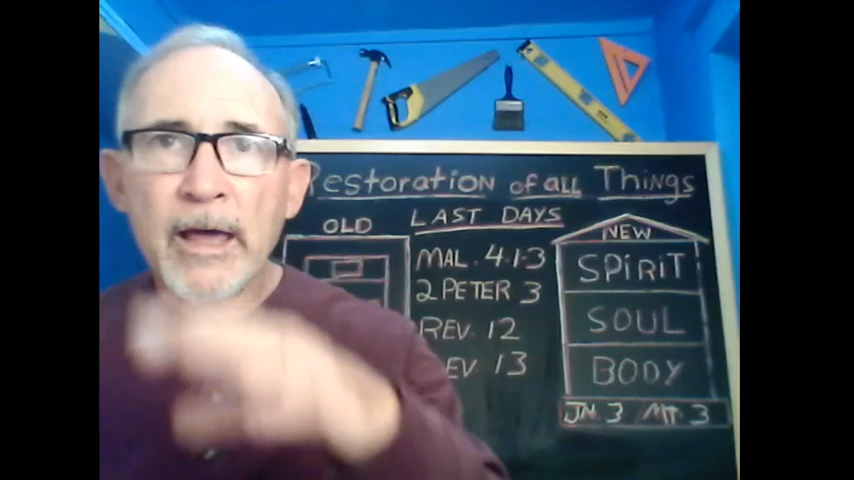 Restoration of all Things
OLD
LAST DAYS
MAL. 4:1-3
2 PETER 3
REV. 12
EV 13
NEW
SPIRIT
SOUL
BODY
JN. 3 MT. 3